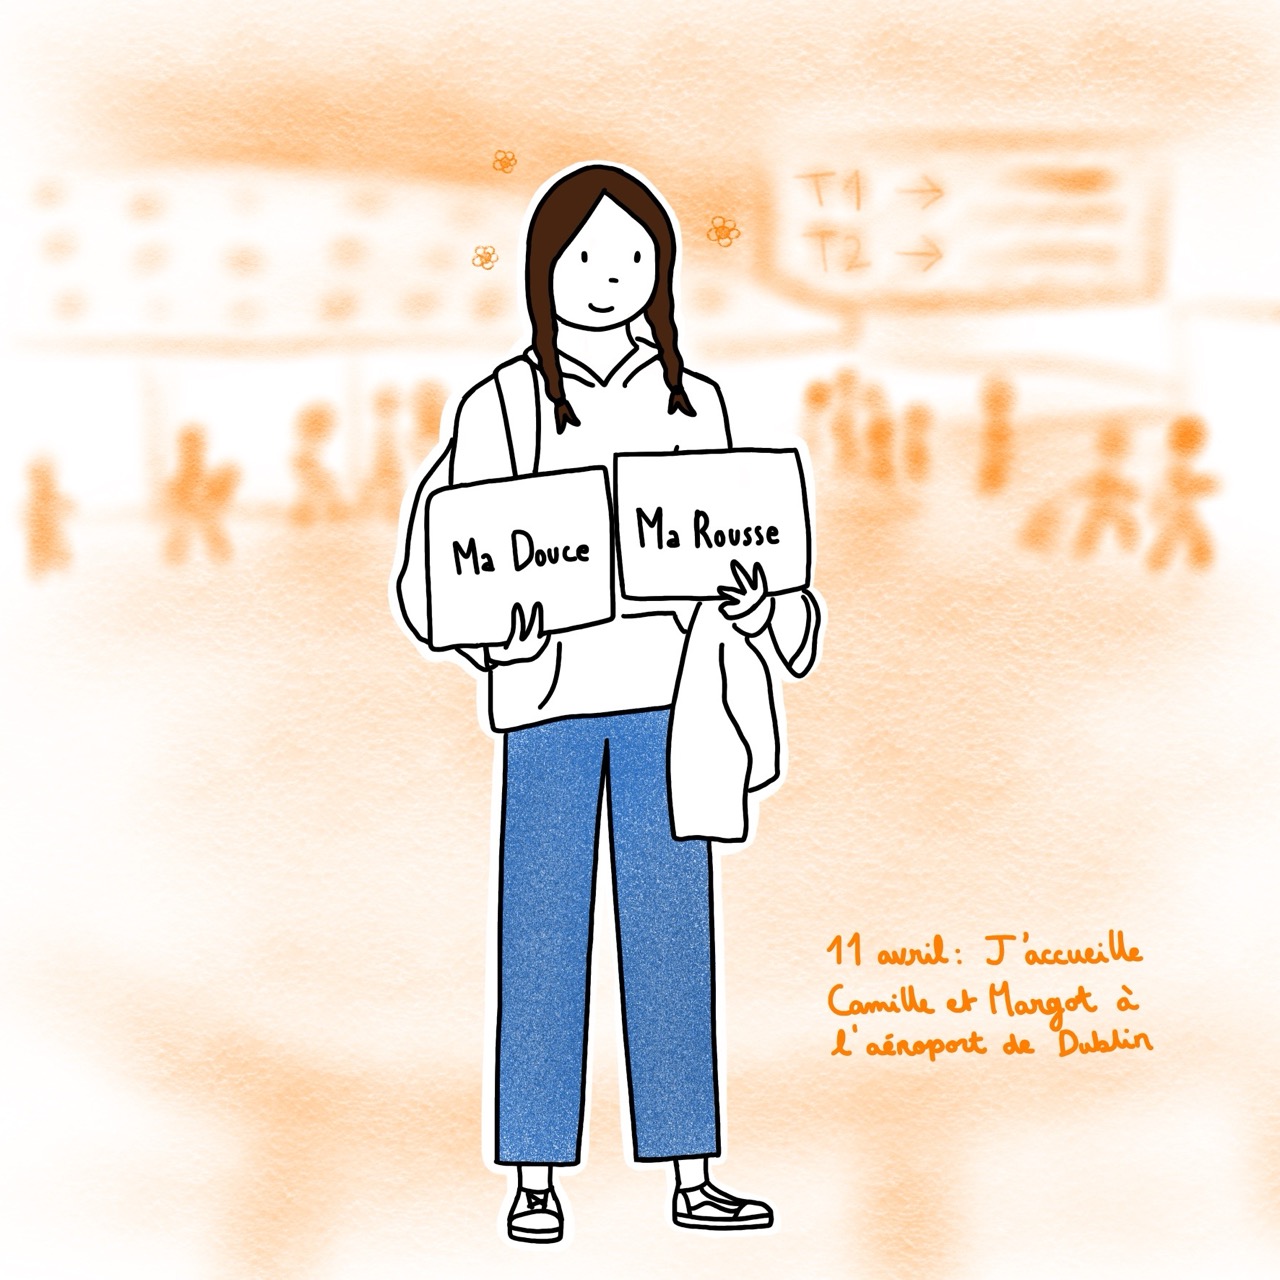 T1 →
T2 →
Ma Douce
Ma Rousse
11 avril : J'accueille
Camille et Margot à
l'aéroport de Dublin